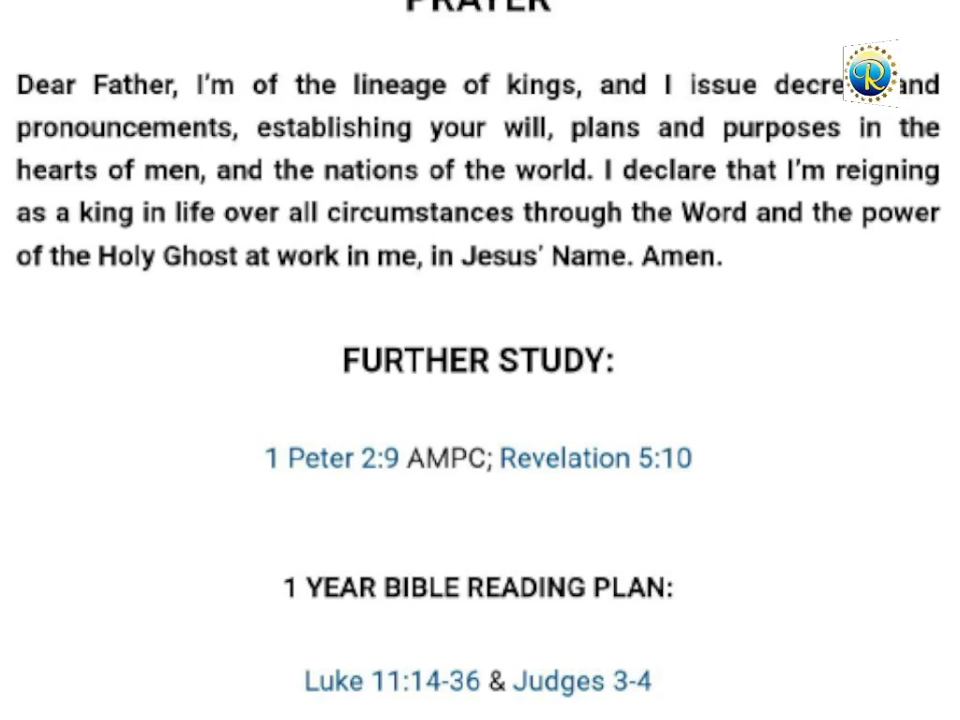 PRAYER
Dear Father, I'm of the lineage of kings, and I issue and
pronouncements, establishing your will, plans and purposes in the
hearts of men, and the nations of the world. I declare that I'm reigning
as a king in life over all circumstances through the Word and the power
of the Holy Ghost at work in me, in Jesus' Name. Amen.
FURTHER STUDY:
1 Peter 2:9 AMPC; Revelation 5:10
1 YEAR BIBLE READING PLAN:
Luke 11:14-36 & Judges 3-4
R